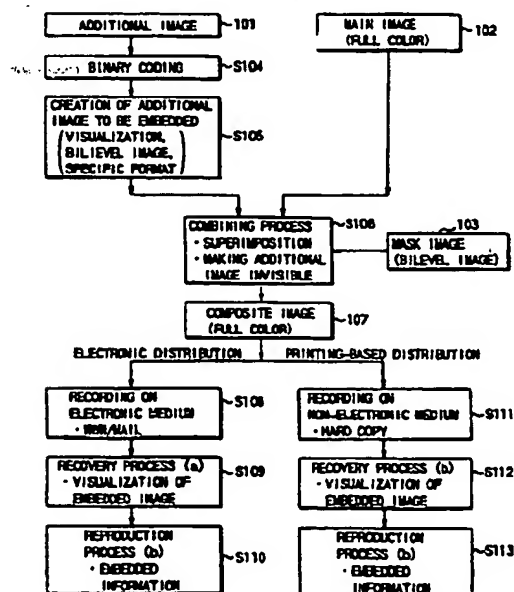 ADDITIONAL IMAGE
101
MAIN IMAGE
(FULL COLOR)
102
BINARY CODING
S104
CREATION OF ADDITIONAL
IMAGE TO BE EMBEDDED
(VISUALIZATION,
BILEVEL IMAGE,
SPECIFIC FORMAT)
S105
COMBINING PROCESS
・SUPERIMPOSITION
・MAKING ADDITIONAL
IMAGE INVISIBLE
S106
103
MASK IMAGE
(BILEVEL IMAGE)
COMPOSITE IMAGE
(FULL COLOR)
107
ELECTRONIC DISTRIBUTION
PRINTING-BASED DISTRIBUTION
RECORDING ON
ELECTRONIC MEDIUM
・WWW/MAIL
S108
RECORDING ON
NON-ELECTRONIC MEDIUM
・HARD COPY
S111
RECOVERY PROCESS (a)
・VISUALIZATION OF
EMBEDDED IMAGE
S109
RECOVERY PROCESS (b)
・VISUALIZATION OF
EMBEDDED IMAGE
S112
REPRODUCTION
PROCESS (b)
・EMBEDDED
INFORMATION
S110
REPRODUCTION
PROCESS (b)
・EMBEDDED
INFORMATION
S113